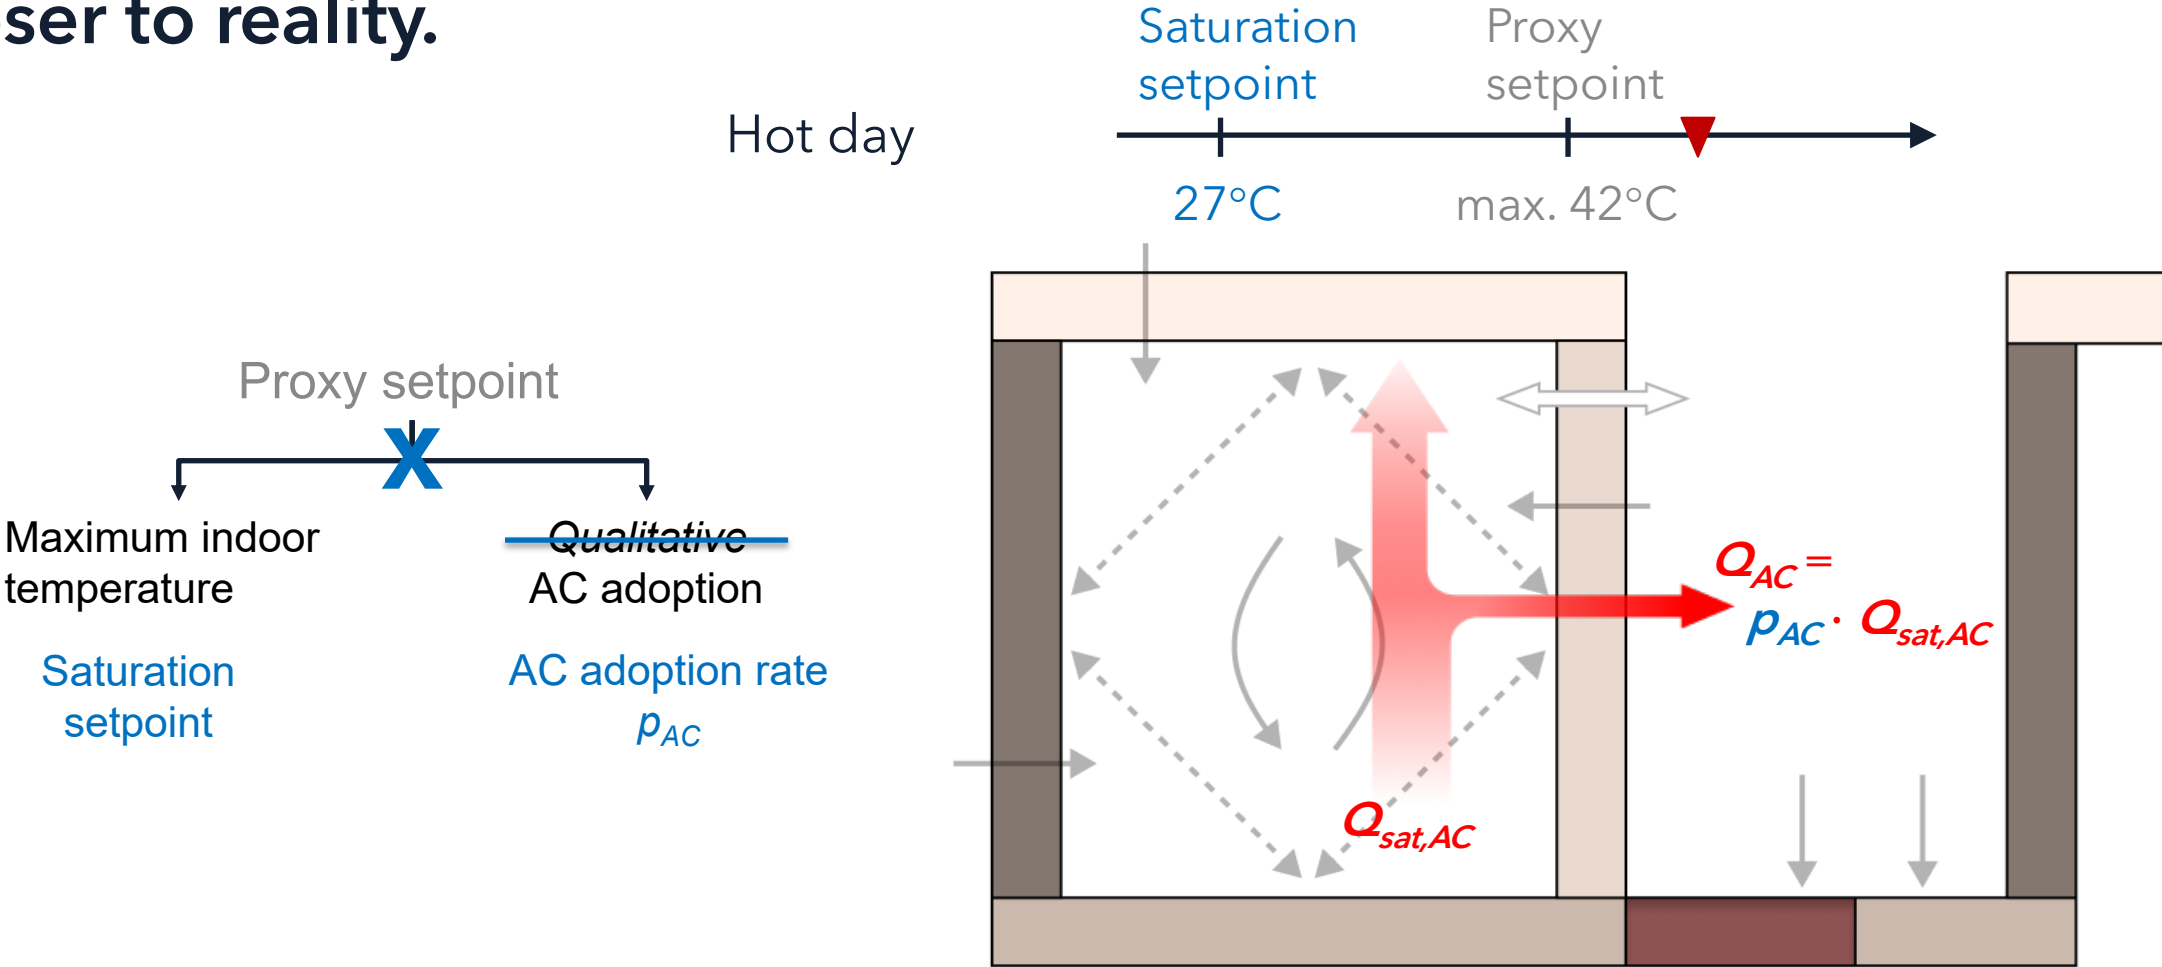 ser to reality.
Saturation
setpoint
Proxy
setpoint
Hot day
27°C
max. 42°C
Proxy setpoint
X
Maximum indoor
temperature
Qualitative
AC adoption
Saturation
setpoint
AC adoption rate
pAC
QAC =
pAC · Qsat,AC
Qsat,AC